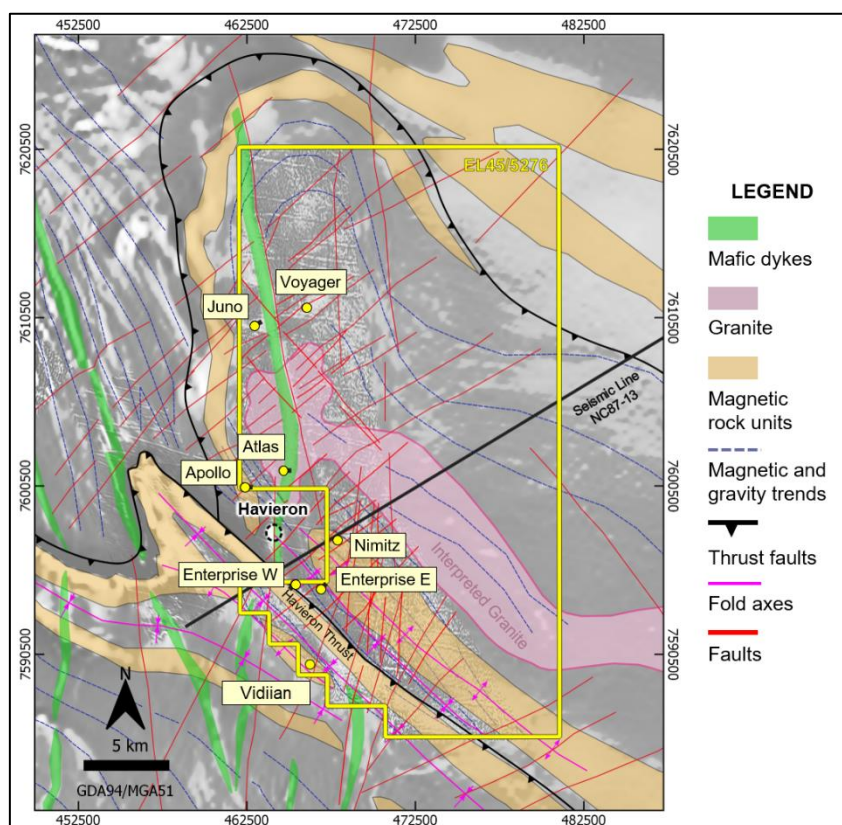 452500
462500
472500
482500
7620500
7620500
EL45/5276
Voyager
Juno
7610500
7610500
Seismic Line
NC87-13
Atlas
Apollo
7600500
7600500
Havieron
Nimitz
Enterprise W
Enterprise E
Interpreted Granite
Havieron Thrust
7590500
7590500
Vidiian
N
5 km
GDA94/MGA51
452500
462500
472500
482500
LEGEND
Mafic dykes
Granite
Magnetic
rock units
Magnetic and
gravity trends
Thrust faults
Fold axes
Faults